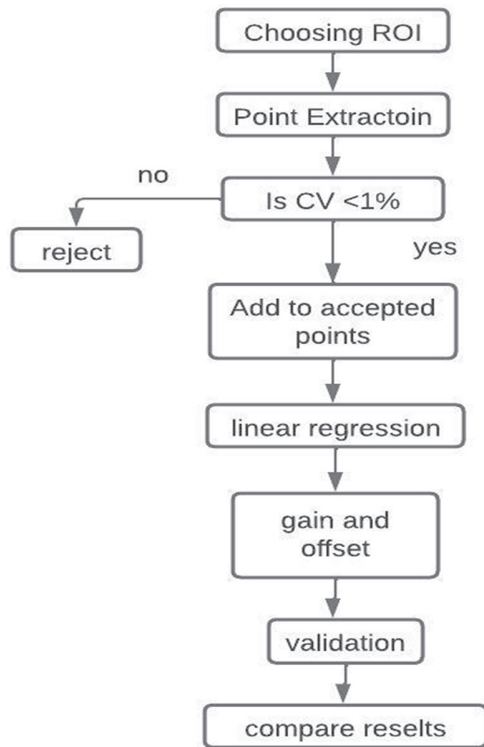 Choosing ROI
Point Extractoin
no
Is CV <1%
reject
yes
Add to accepted
points
linear regression
gain and
offset
validation
compare reselts